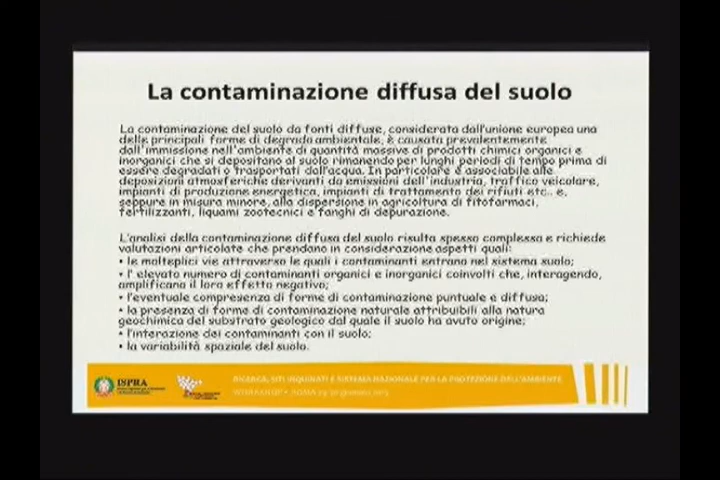 La contaminazione diffusa del suolo
La contaminazione del suolo da fonti diffuse, considerata dall'unione europea una
delle principali forme di degrado ambientale, è causata prevalentemente
dall'immissione nell'ambiente di quantità massive di prodotti chimici organici e
inorganici che si depositano al suolo rimanendo per lunghi periodi di tempo prima di
essere degradati o trasportati dall'acqua. In particolare è associabile alle
deposizioni atmosferiche derivanti da emissioni dell'industria, traffico veicolare,
impianti di produzione energetica, impianti di trattamento dei rifiuti etc.. e,
seppure in misura minore, alla dispersione in agricoltura di fitofarmaci,
fertilizzanti, liquami zootecnici e fanghi di depurazione.
L'analisi della contaminazione diffusa del suolo risulta spesso complessa e richiede
valutazioni articolate che prendano in considerazione aspetti quali:
• le molteplici vie attraverso le quali i contaminanti entrano nel sistema suolo;
• l' elevato numero di contaminanti organici e inorganici coinvolti che, interagendo,
amplificano il loro effetto negativo;
• l'eventuale compresenza di forme di contaminazione puntuale e diffusa;
• la presenza di forme di contaminazione naturale attribuibili alla natura
geochimica del substrato geologico dal quale il suolo ha avuto origine;
• l'interazione dei contaminanti con il suolo;
• la variabilità spaziale del suolo.
ISPRA
RICERCA, SITI INQUINATI E SISTEMA NAZIONALE PER LA PROTEZIONE DELL'AMBIENTE
WORKSHOP • ROMA